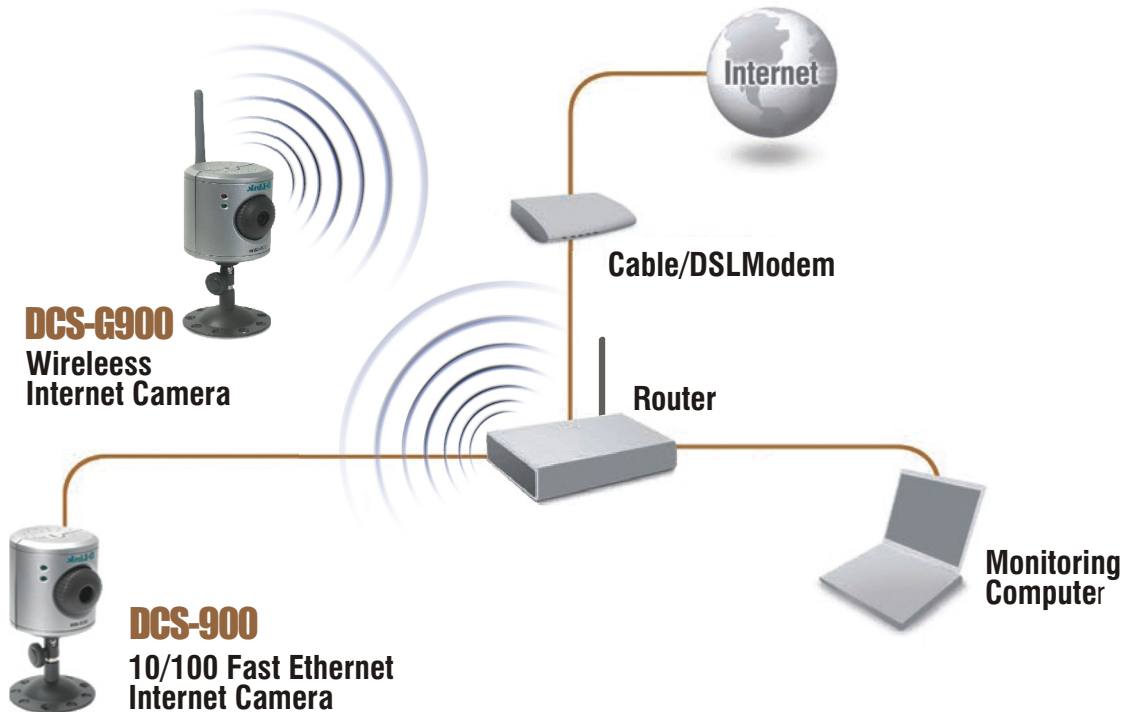 Internet
Cable/DSLModem
DCS-G900
Wireleess
Internet Camera
Router
Monitoring
Computer
DCS-900
10/100 Fast Ethernet
Internet Camera